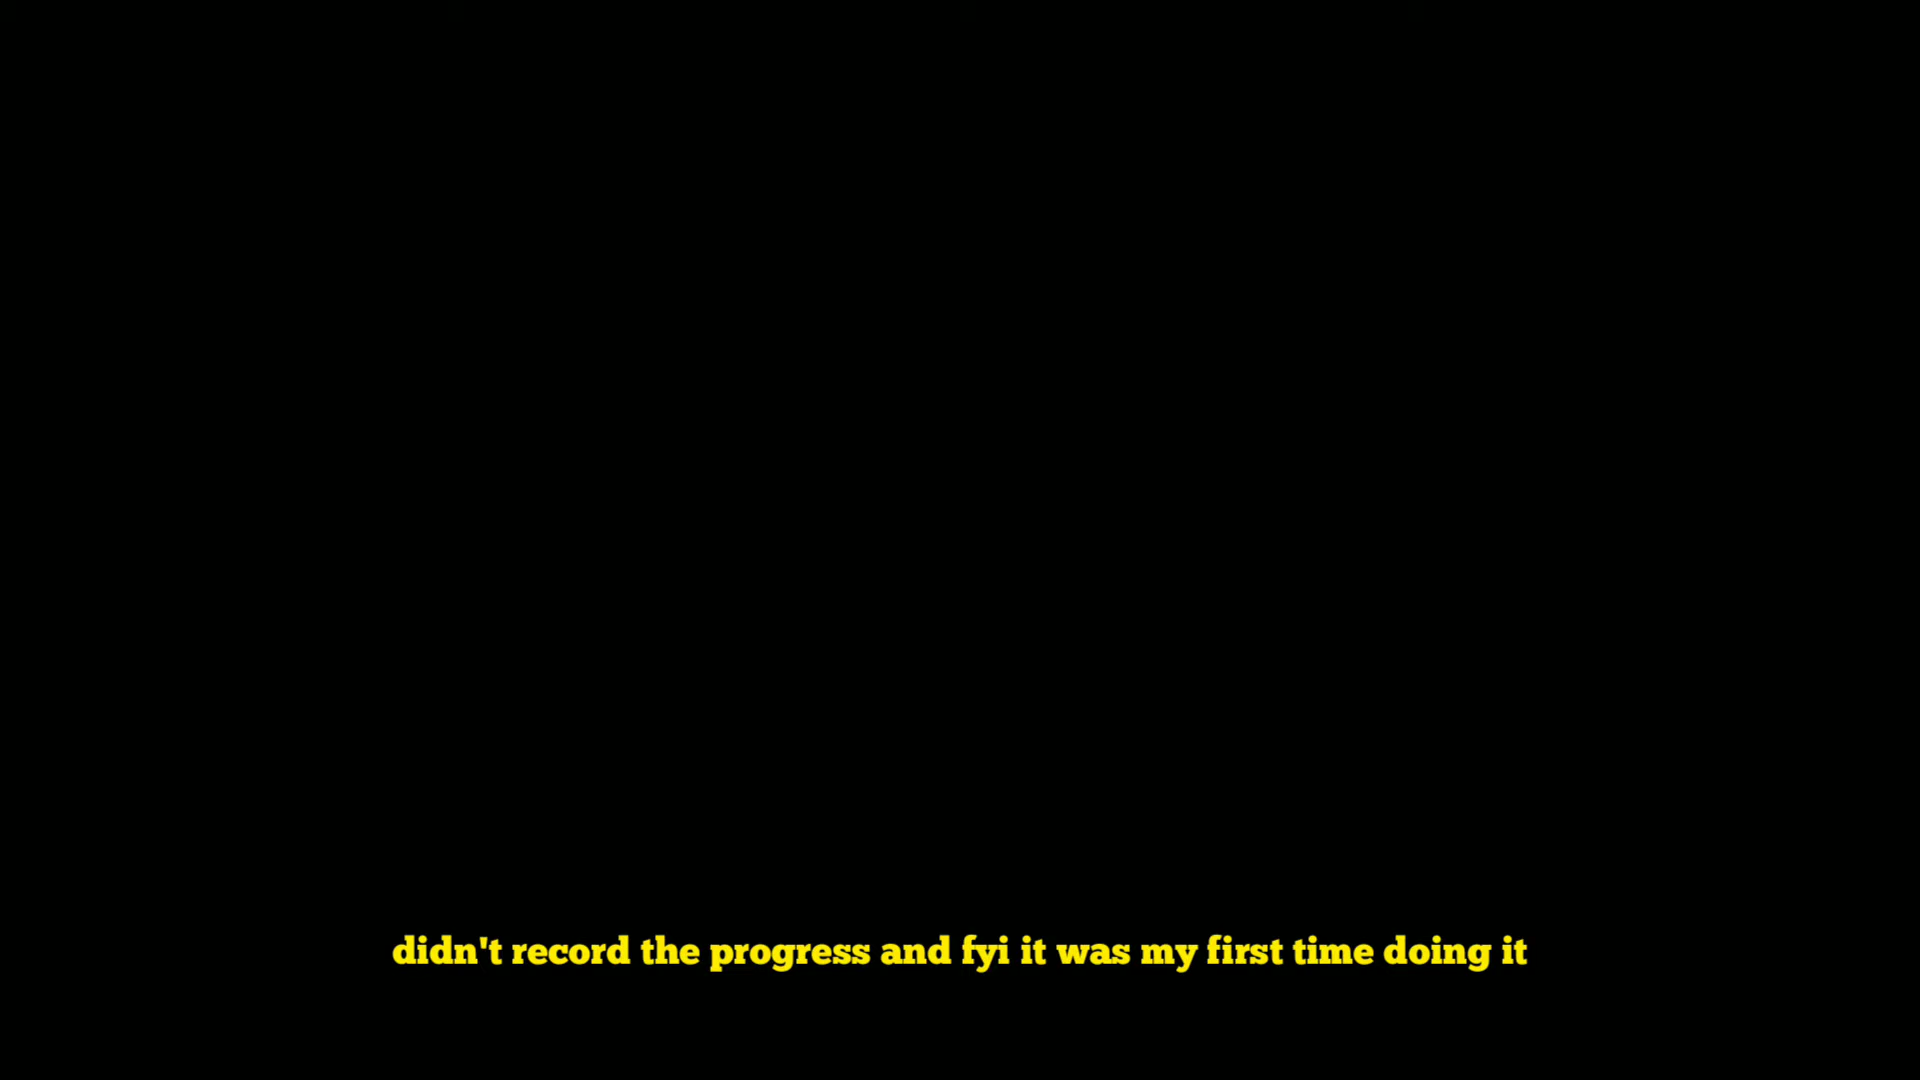 didn't record the progress and fyi it was my first time doing it